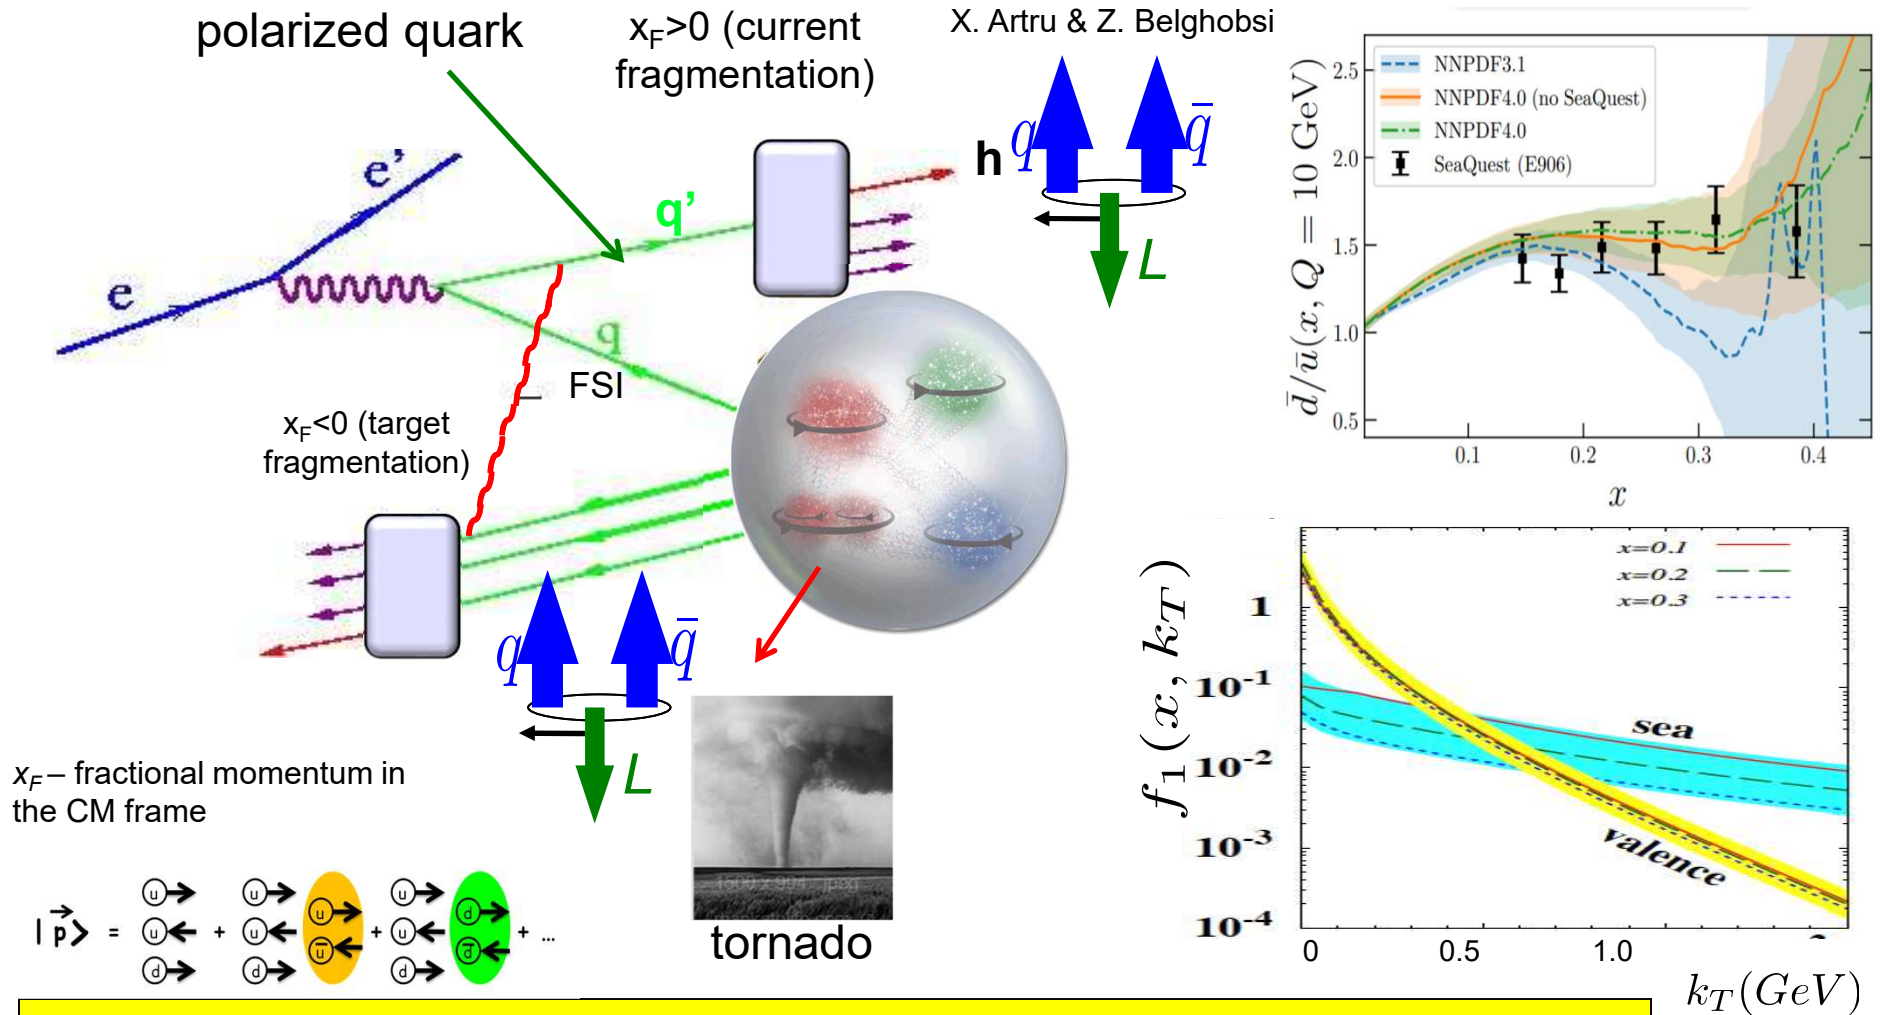 polarized quark
x_F>0 (current
fragmentation)
X. Artru & Z. Belghobsi
e'
e
q'
q
h
q
q̄
L
FSI
x_F<0 (target
fragmentation)
q
q̄
L
x_F – fractional momentum in
the CM frame
tornado
1500 x 994 jpeg
|p⃗> = u u d + u u d u ū + u u d d d̄ + ...
NNPDF3.1
NNPDF4.0 (no SeaQuest)
NNPDF4.0
SeaQuest (E906)
d̄/ū(x, Q = 10 GeV)
2.5
2.0
1.5
1.0
0.5
0.1 0.2 0.3 0.4
x
x=0.1
x=0.2
x=0.3
f₁(x, k_T)
1
10⁻¹
10⁻²
10⁻³
10⁻⁴
sea
valence
0 0.5 1.0
k_T(GeV)